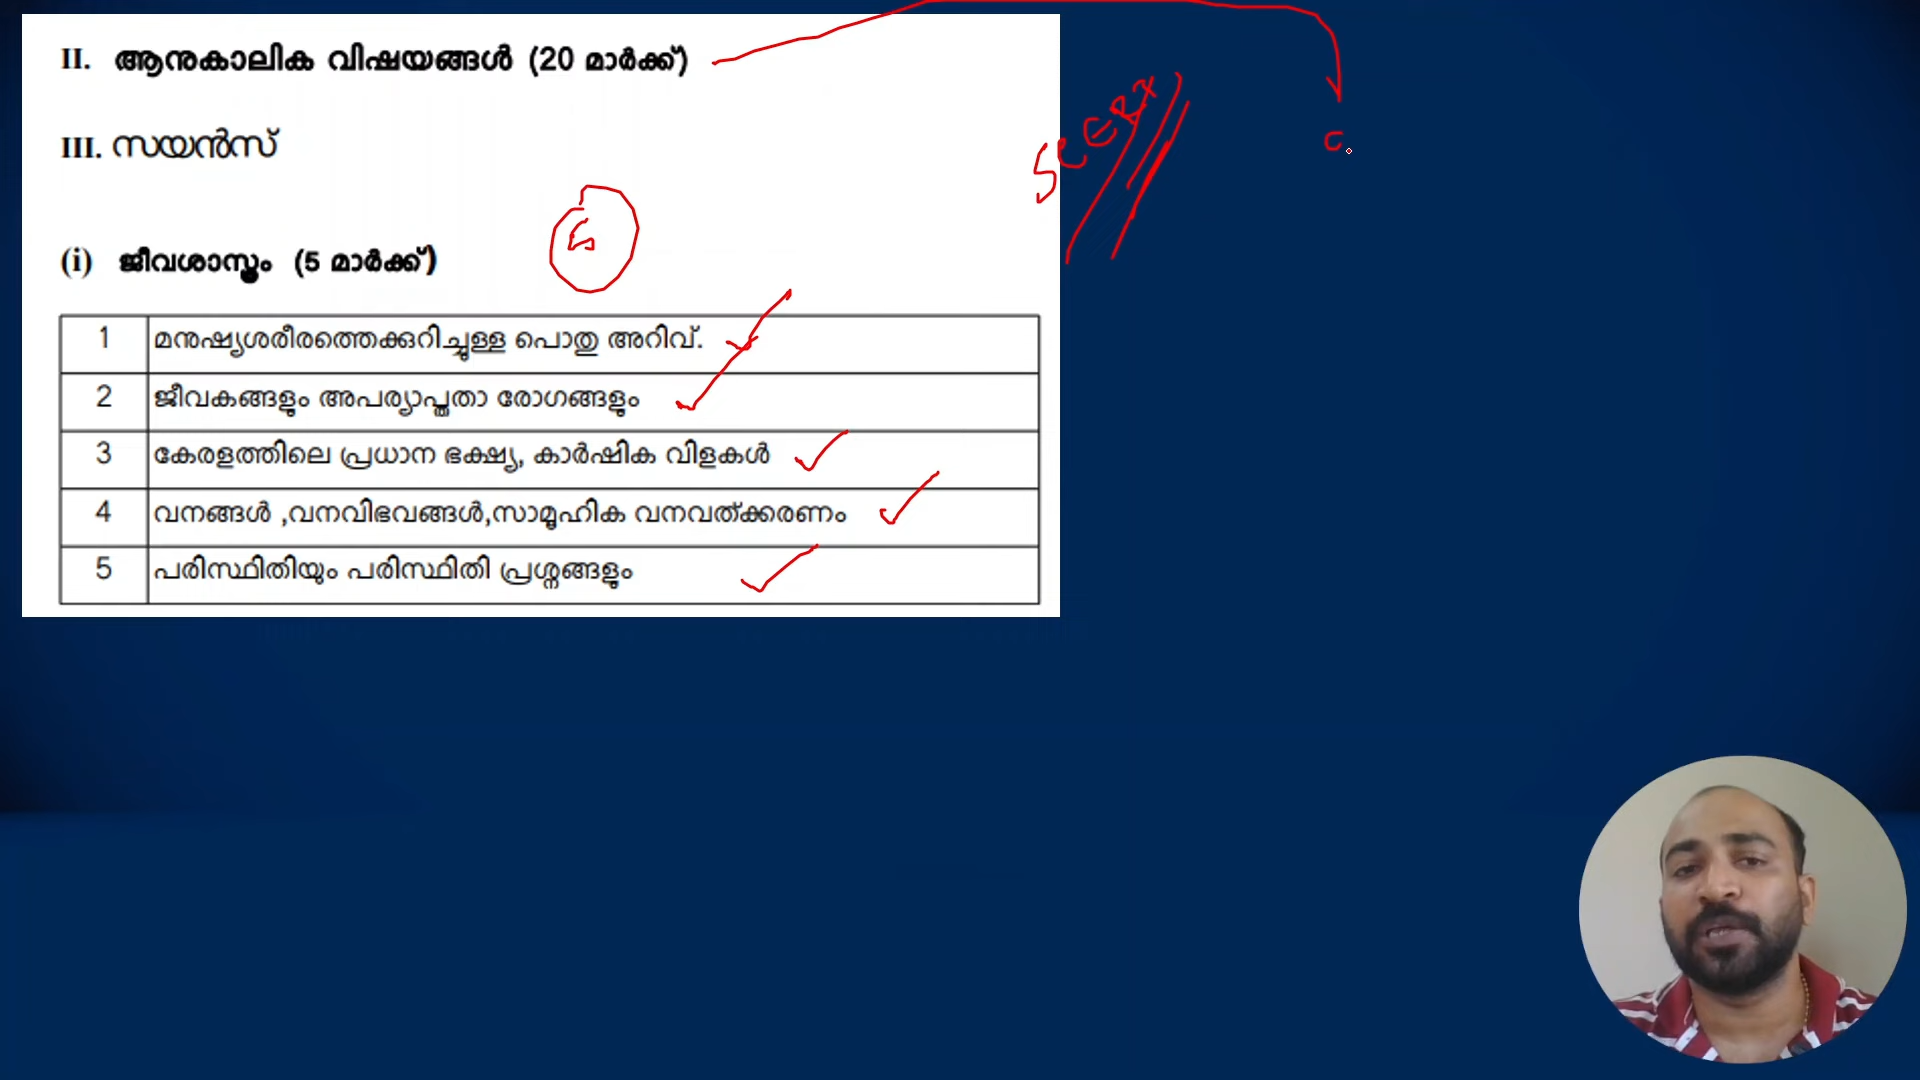 II. ആനുകാലിക വിഷയങ്ങൾ (20 മാർക്ക്)
III. സയൻസ്
SCERT
(i) ജീവശാസ്ത്രം (5 മാർക്ക്)
1 മനുഷ്യശരീരത്തെക്കുറിച്ചുള്ള പൊതു അറിവ്.
2 ജീവകങ്ങളും അപര്യാപ്തതാ രോഗങ്ങളും
3 കേരളത്തിലെ പ്രധാന ഭക്ഷ്യ, കാർഷിക വിളകൾ
4 വനങ്ങൾ ,വനവിഭവങ്ങൾ,സാമൂഹിക വനവത്ക്കരണം
5 പരിസ്ഥിതിയും പരിസ്ഥിതി പ്രശ്നങ്ങളും